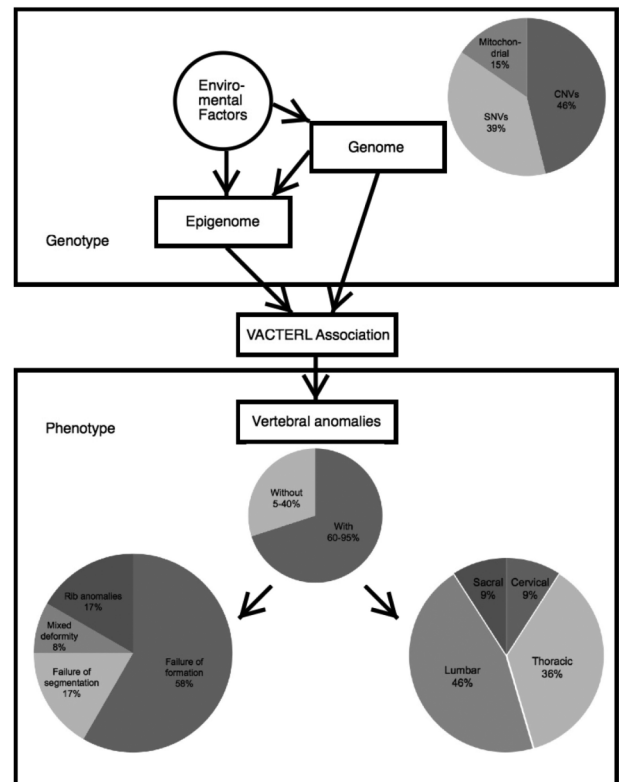 Mitochon-
drial
15%
CNVs
46%
SNVs
39%
Enviro-
mental
Factors
Genome
Epigenome
Genotype
VACTERL Association
Phenotype
Vertebral anomalies
Without
5-40%
With
60-95%
Rib anomalies
17%
Mixed
deformity
8%
Failure of
segmentation
17%
Failure of
formation
58%
Sacral
9%
Cervical
9%
Lumbar
46%
Thoracic
36%